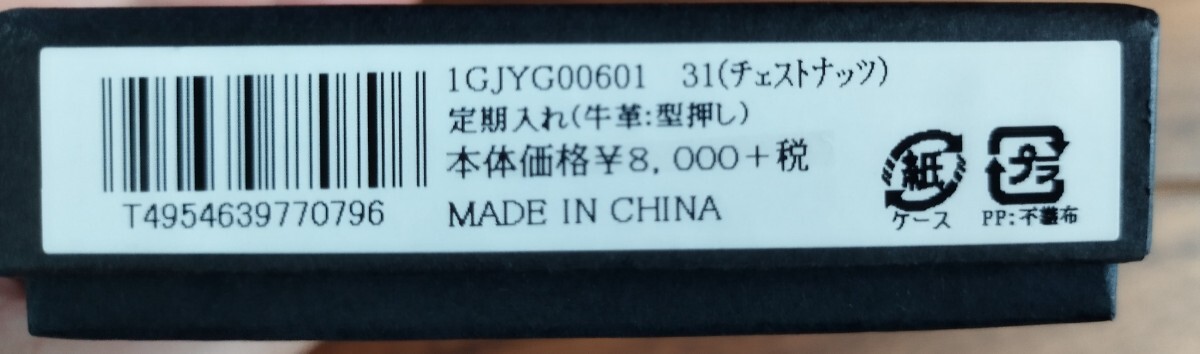 1GJYG00601 31(チェストナッツ)
定期入れ(牛革:型押し)
本体価格¥8,000+税
MADE IN CHINA
T4954639770796
紙
ケース
プラ
PP:不織布